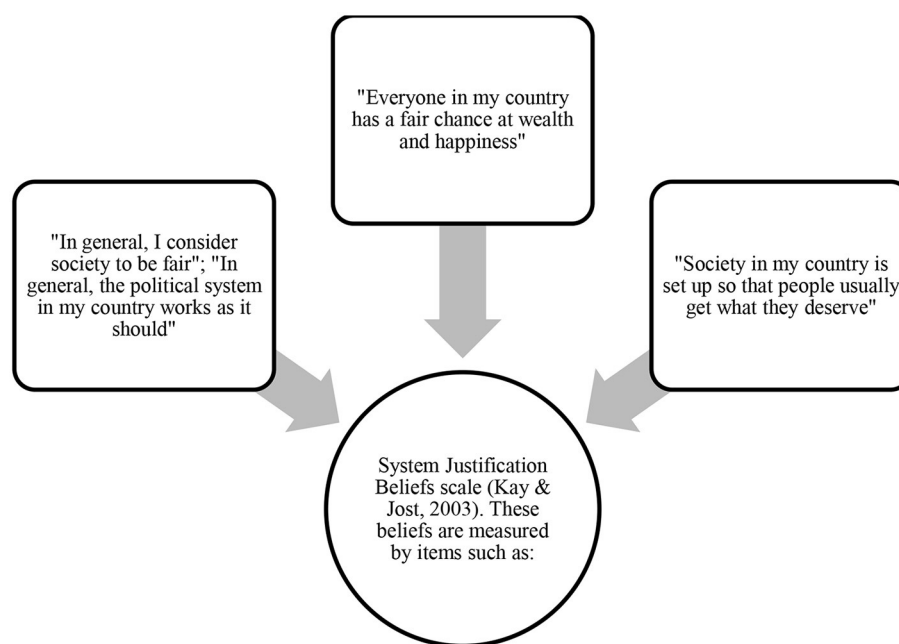 "Everyone in my country
has a fair chance at wealth
and happiness"
"In general, I consider
society to be fair"; "In
general, the political system
in my country works as it
should"
"Society in my country is
set up so that people usually
get what they deserve"
System Justification
Beliefs scale (Kay &
Jost, 2003). These
beliefs are measured
by items such as: